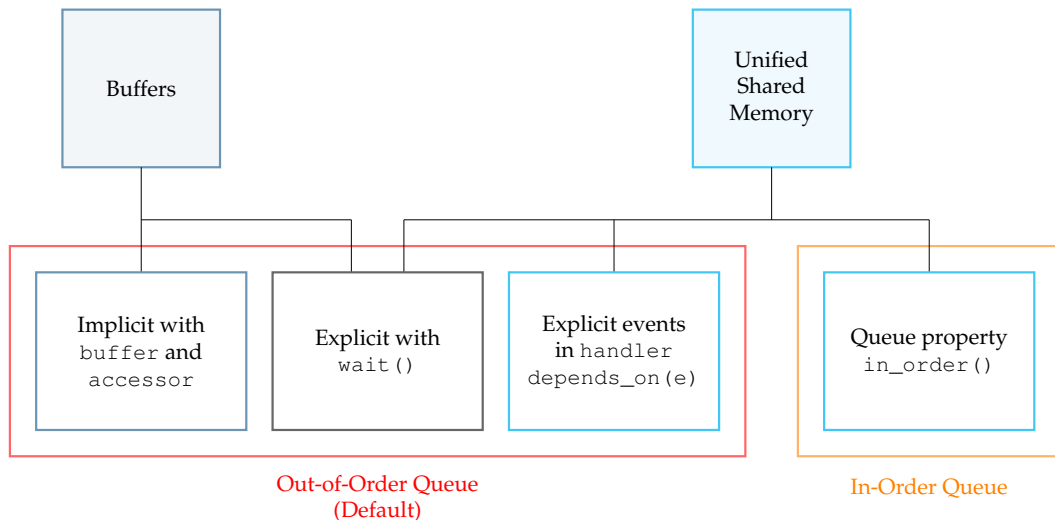 Buffers
Unified
Shared
Memory
Implicit with
buffer and
accessor
Explicit with
wait()
Explicit events
in handler
depends_on(e)
Queue property
in_order()
Out-of-Order Queue
(Default)
In-Order Queue